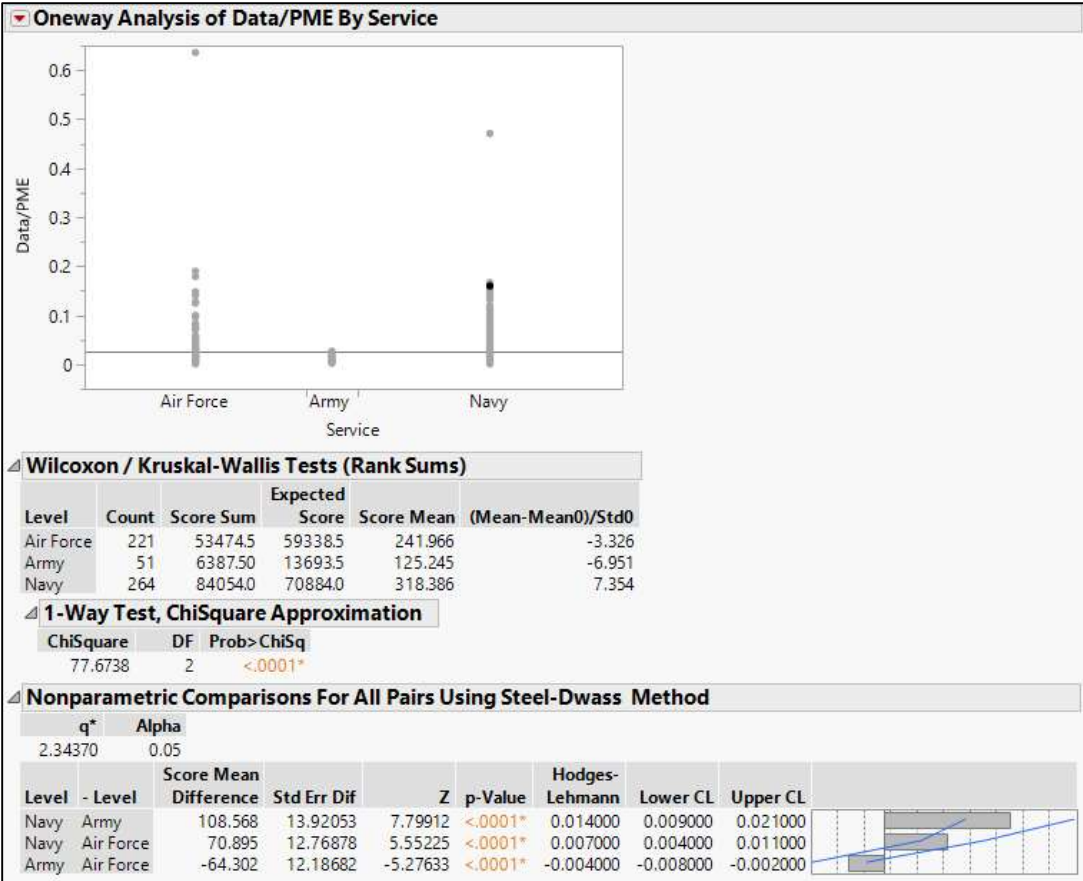 Oneway Analysis of Data/PME By Service
0.6
0.5
0.4
0.3
0.2
0.1
0
Data/PME
Air Force Army Navy
Service
Wilcoxon / Kruskal-Wallis Tests (Rank Sums)
Expected
Level Count Score Sum Score Score Mean (Mean-Mean0)/Std0
Air Force 221 53474.5 59338.5 241.966 -3.326
Army 51 6387.50 13693.5 125.245 -6.951
Navy 264 84054.0 70884.0 318.386 7.354
1-Way Test, ChiSquare Approximation
ChiSquare DF Prob>ChiSq
77.6738 2 <.0001*
Nonparametric Comparisons For All Pairs Using Steel-Dwass Method
q* Alpha
2.34370 0.05
Score Mean Hodges-
Level - Level Difference Std Err Dif Z p-Value Lehmann Lower CL Upper CL
Navy Army 108.568 13.92053 7.79912 <.0001* 0.014000 0.009000 0.021000
Navy Air Force 70.895 12.76878 5.55225 <.0001* 0.007000 0.004000 0.011000
Army Air Force -64.302 12.18682 -5.27633 <.0001* -0.004000 -0.008000 -0.002000